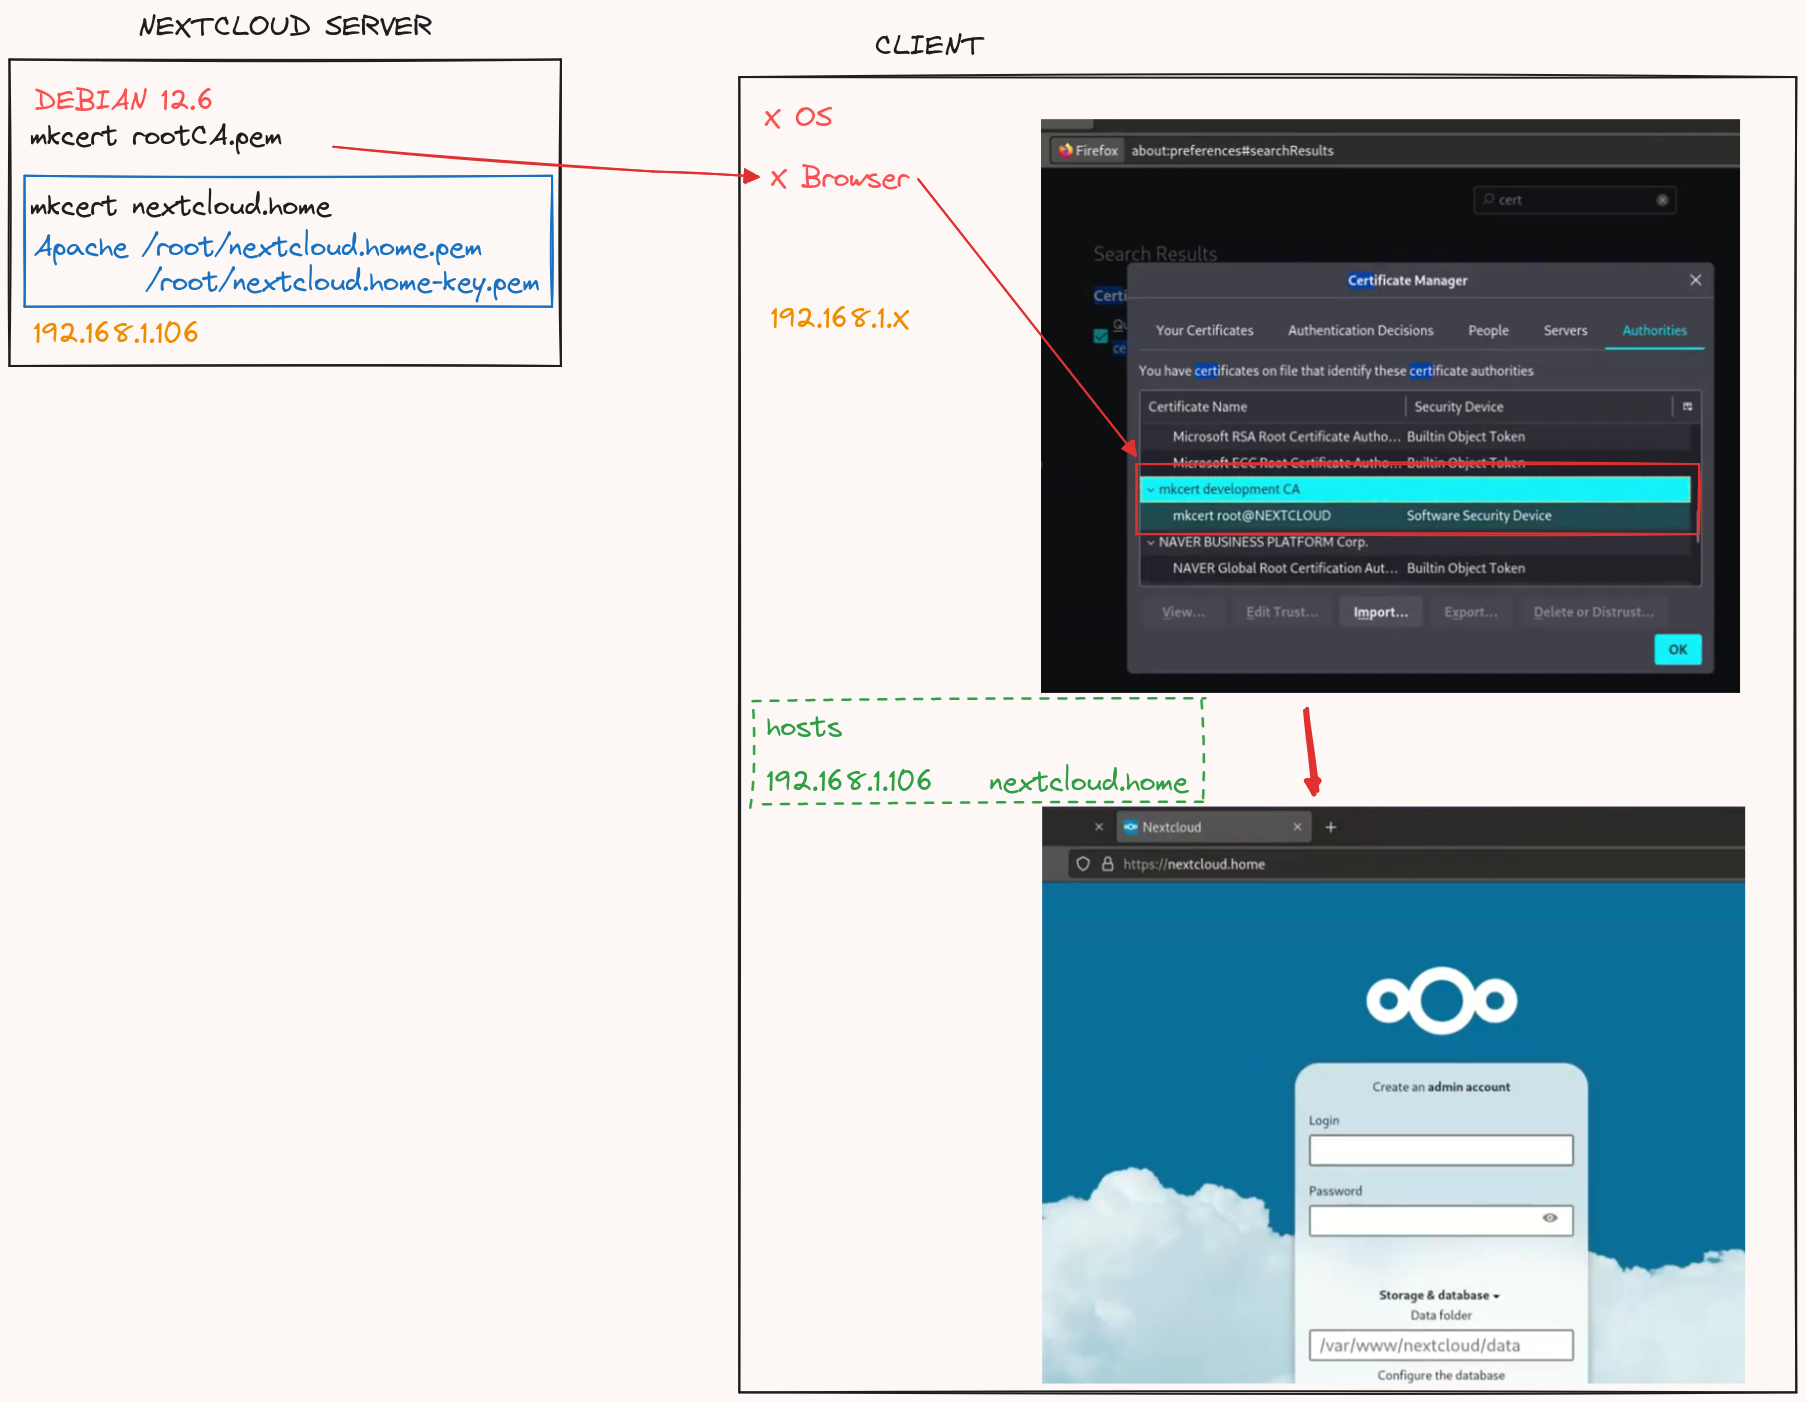 NEXTCLOUD SERVER
DEBIAN 12.6
mkcert rootCA.pem
mkcert nextcloud.home
Apache /root/nextcloud.home.pem
/root/nextcloud.home-key.pem
192.168.1.106
CLIENT
x OS
x Browser
192.168.1.x
Firefox about:preferences#searchResults
cert
Search Results
Certi
Qu
ce
Certificate Manager
Your Certificates Authentication Decisions People Servers Authorities
You have certificates on file that identify these certificate authorities
Certificate Name Security Device
Microsoft RSA Root Certificate Autho... Builtin Object Token
Microsoft ECC Root Certificate Autho... Builtin Object Token
mkcert development CA
mkcert root@NEXTCLOUD Software Security Device
NAVER BUSINESS PLATFORM Corp.
NAVER Global Root Certification Aut... Builtin Object Token
View... Edit Trust... Import... Export... Delete or Distrust...
OK
hosts
192.168.1.106 nextcloud.home
Nextcloud
https://nextcloud.home
Create an admin account
Login
Password
Storage & database
Data folder
/var/www/nextcloud/data
Configure the database